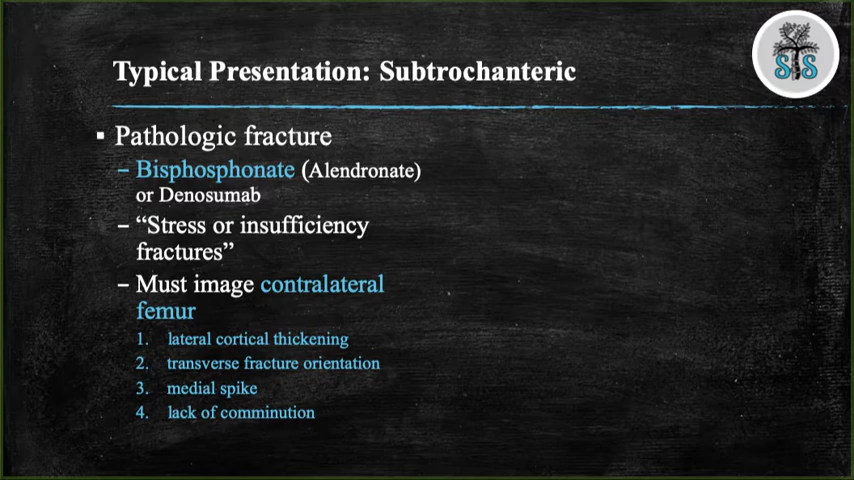 Typical Presentation: Subtrochanteric
STS
▪ Pathologic fracture
– Bisphosphonate (Alendronate)
or Denosumab
– “Stress or insufficiency
fractures”
– Must image contralateral
femur
1. lateral cortical thickening
2. transverse fracture orientation
3. medial spike
4. lack of comminution